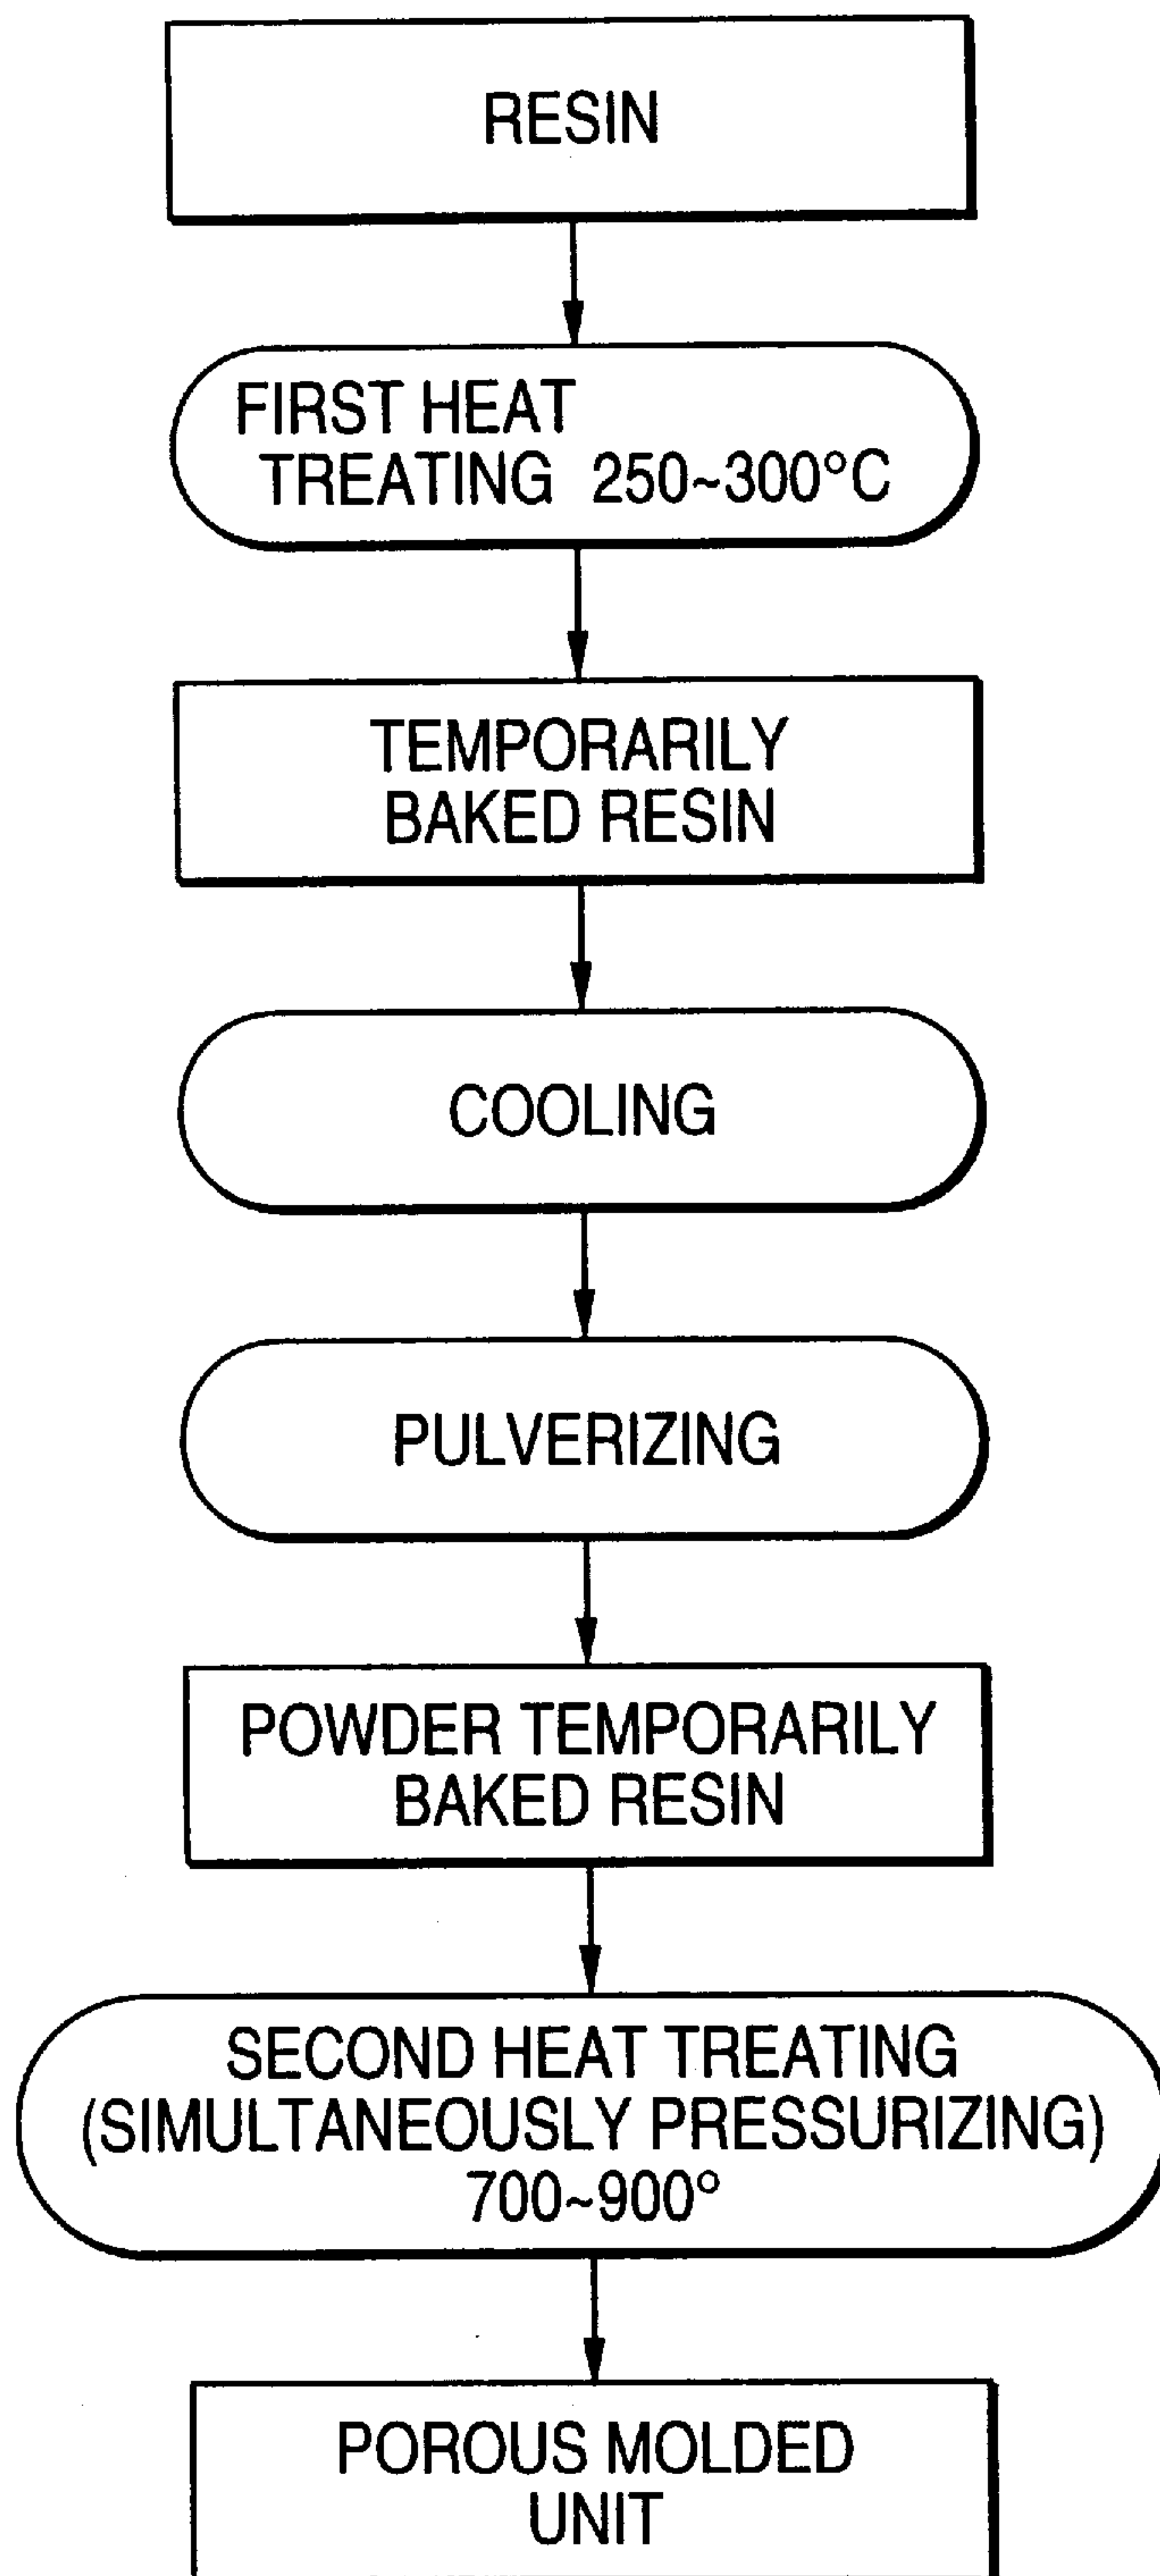 RESIN
FIRST HEAT
TREATING 250~300°C
TEMPORARILY
BAKED RESIN
COOLING
PULVERIZING
POWDER TEMPORARILY
BAKED RESIN
SECOND HEAT TREATING
(SIMULTANEOUSLY PRESSURIZING)
700~900°
POROUS MOLDED
UNIT